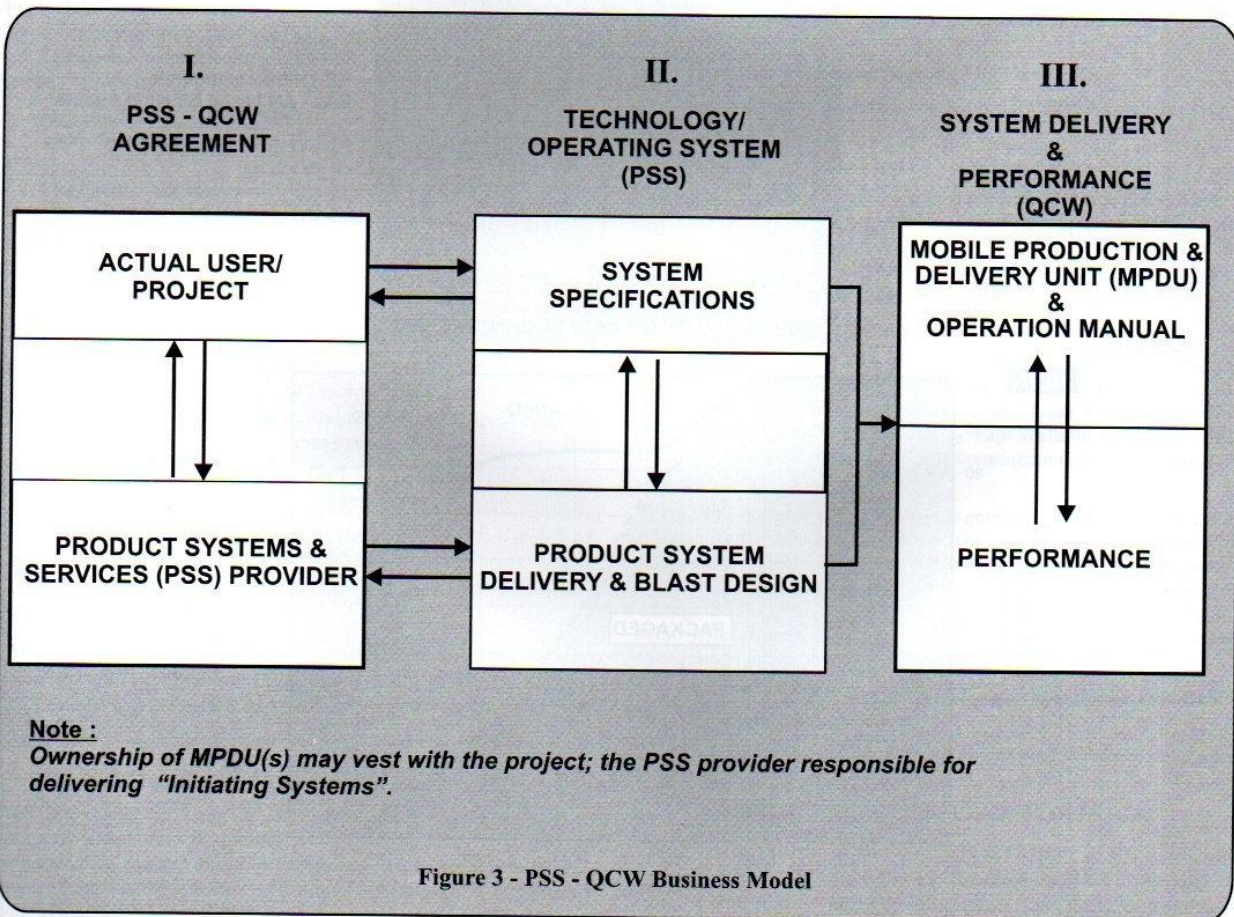 I.
PSS - QCW
AGREEMENT
II.
TECHNOLOGY/
OPERATING SYSTEM
(PSS)
III.
SYSTEM DELIVERY
&
PERFORMANCE
(QCW)
ACTUAL USER/
PROJECT
SYSTEM
SPECIFICATIONS
MOBILE PRODUCTION &
DELIVERY UNIT (MPDU)
&
OPERATION MANUAL
PRODUCT SYSTEMS &
SERVICES (PSS) PROVIDER
PRODUCT SYSTEM
DELIVERY & BLAST DESIGN
PERFORMANCE
PACKAGED
Note :
Ownership of MPDU(s) may vest with the project; the PSS provider responsible for
delivering "Initiating Systems".
Figure 3 - PSS - QCW Business Model